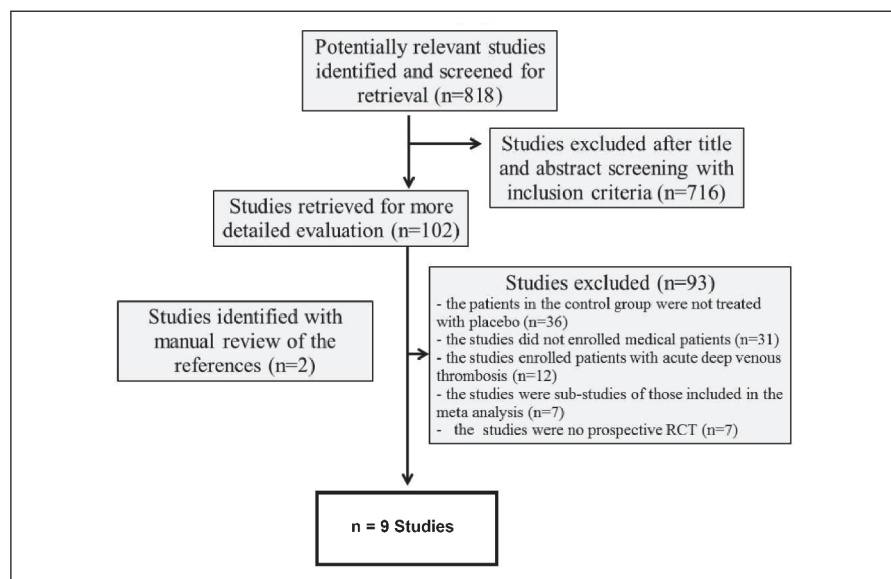 Potentially relevant studies
identified and screened for
retrieval (n=818)
Studies excluded after title
and abstract screening with
inclusion criteria (n=716)
Studies retrieved for more
detailed evaluation (n=102)
Studies excluded (n=93)
- the patients in the control group were not treated
with placebo (n=36)
- the studies did not enrolled medical patients (n=31)
- the studies enrolled patients with acute deep venous
thrombosis (n=12)
- the studies were sub-studies of those included in the
meta analysis (n=7)
- the studies were no prospective RCT (n=7)
Studies identified with
manual review of the
references (n=2)
n = 9 Studies